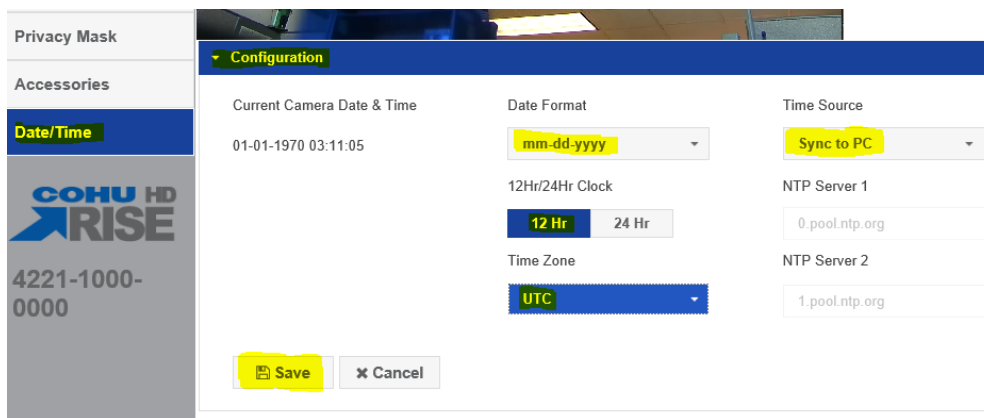 Privacy Mask
Accessories
Date/Time
COHU HD
RISE
4221-1000-
0000
Configuration
Current Camera Date & Time
01-01-1970 03:11:05
Date Format
mm-dd-yyyy
12Hr/24Hr Clock
12 Hr 24 Hr
Time Zone
UTC
Time Source
Sync to PC
NTP Server 1
0.pool.ntp.org
NTP Server 2
1.pool.ntp.org
Save Cancel